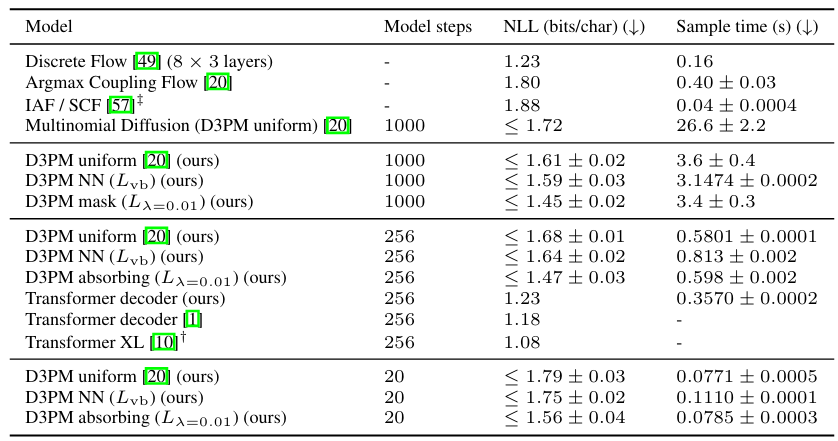 Model Model steps NLL (bits/char) (↓) Sample time (s) (↓)
Discrete Flow [49] (8 × 3 layers) - 1.23 0.16
Argmax Coupling Flow [20] - 1.80 0.40 ± 0.03
IAF / SCF [57]‡ - 1.88 0.04 ± 0.0004
Multinomial Diffusion (D3PM uniform) [20] 1000 ≤ 1.72 26.6 ± 2.2
D3PM uniform [20] (ours) 1000 ≤ 1.61 ± 0.02 3.6 ± 0.4
D3PM NN (L_vb) (ours) 1000 ≤ 1.59 ± 0.03 3.1474 ± 0.0002
D3PM mask (L_λ=0.01) (ours) 1000 ≤ 1.45 ± 0.02 3.4 ± 0.3
D3PM uniform [20] (ours) 256 ≤ 1.68 ± 0.01 0.5801 ± 0.0001
D3PM NN (L_vb) (ours) 256 ≤ 1.64 ± 0.02 0.813 ± 0.002
D3PM absorbing (L_λ=0.01) (ours) 256 ≤ 1.47 ± 0.03 0.598 ± 0.002
Transformer decoder (ours) 256 1.23 0.3570 ± 0.0002
Transformer decoder [1] 256 1.18 -
Transformer XL [10]† 256 1.08 -
D3PM uniform [20] (ours) 20 ≤ 1.79 ± 0.03 0.0771 ± 0.0005
D3PM NN (L_vb) (ours) 20 ≤ 1.75 ± 0.02 0.1110 ± 0.0001
D3PM absorbing (L_λ=0.01) (ours) 20 ≤ 1.56 ± 0.04 0.0785 ± 0.0003